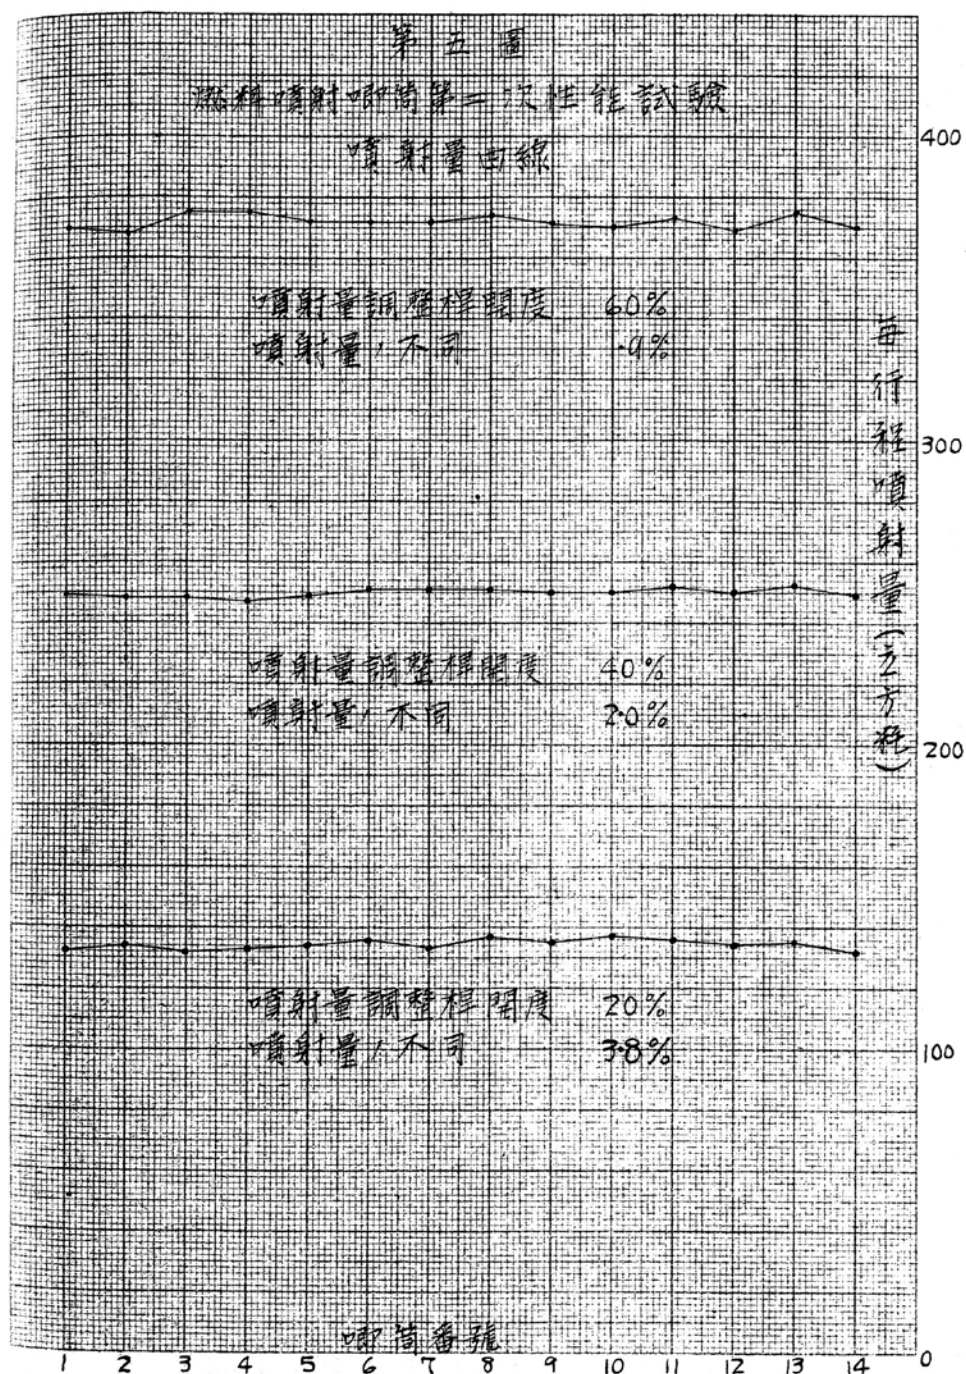 第五圖
燃料噴射唧筒第二次性能試驗
噴射量曲線
400
噴射量調整桿開度 60%
噴射量ノ不同 .9%
每行程噴射量(立方粍)
300
噴射量調整桿開度 40%
噴射量ノ不同 2.0%
200
噴射量調整桿開度 20%
噴射量ノ不同 3.8%
100
唧筒番號
0
1 2 3 4 5 6 7 8 9 10 11 12 13 14